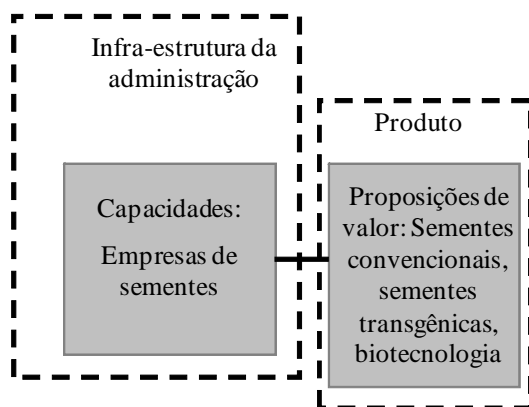 Infra-estrutura da
administração
Capacidades:
Empresas de
sementes
Produto
Proposições de
valor: Sementes
convencionais,
sementes
transgênicas,
biotecnologia